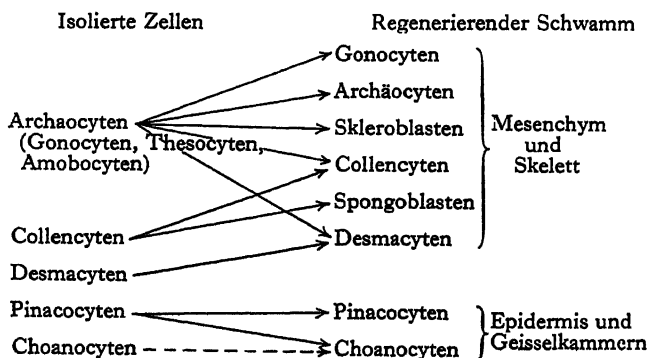 Isolierte Zellen
Regenerierender Schwamm
Gonocyten
Archäocyten
Archaocyten
(Gonocyten, Thesocyten,
Amobocyten)
Skleroblasten
Collencyten
Spongoblasten
Desmacyten
Mesenchym
und
Skelett
Collencyten
Desmacyten
Pinacocyten
Pinacocyten
Choanocyten
Choanocyten
Epidermis und
Geisselkammern